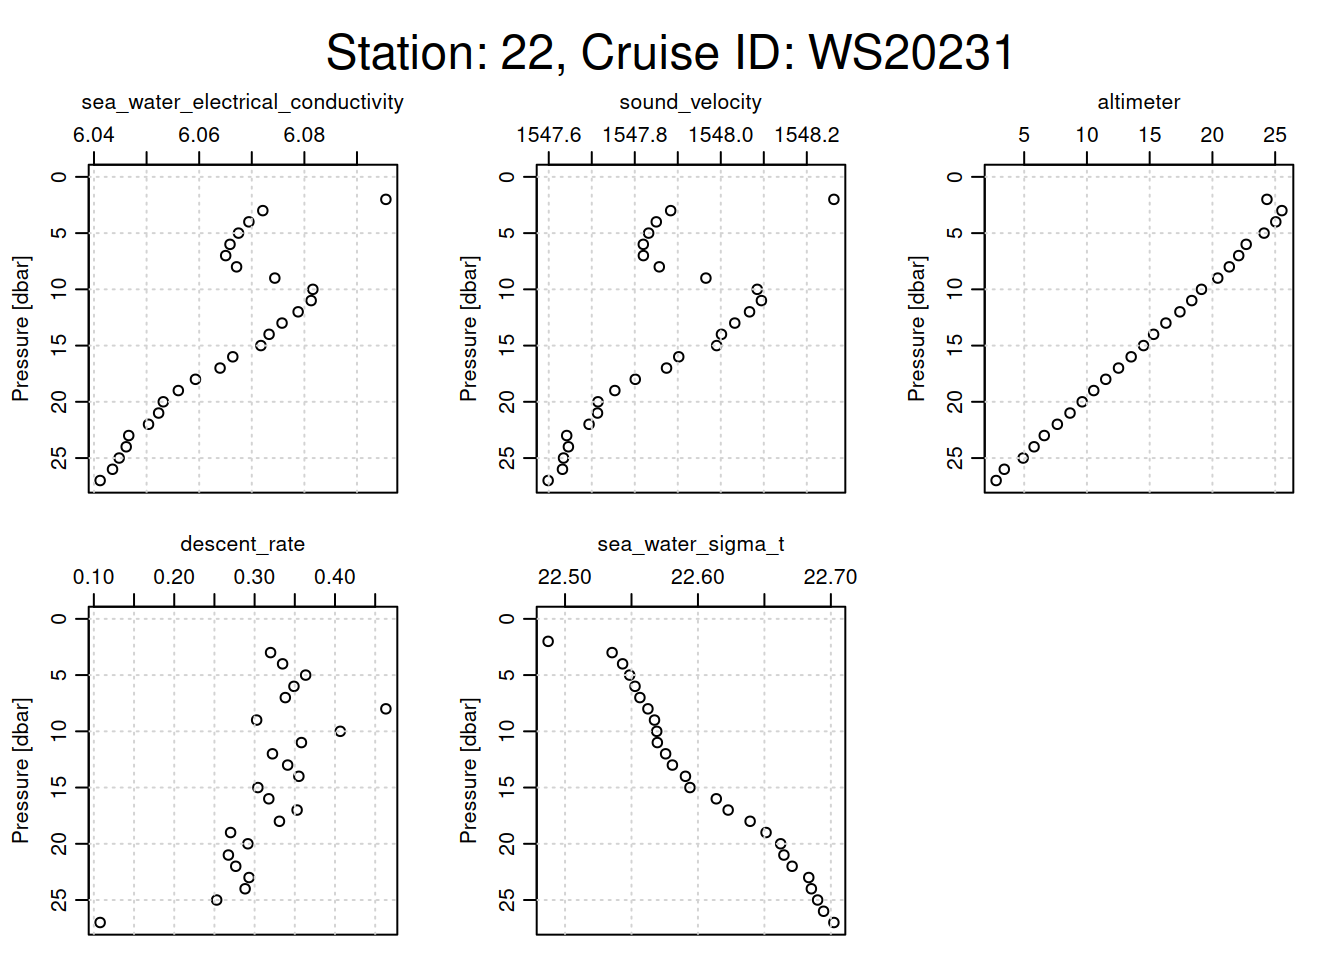 Station: 22, Cruise ID: WS20231
sea_water_electrical_conductivity
6.04 6.06 6.08
Pressure [dbar]
0 5 10 15 20 25
sound_velocity
1547.6 1547.8 1548.0 1548.2
Pressure [dbar]
0 5 10 15 20 25
altimeter
5 10 15 20 25
Pressure [dbar]
0 5 10 15 20 25
descent_rate
0.10 0.20 0.30 0.40
Pressure [dbar]
0 5 10 15 20 25
sea_water_sigma_t
22.50 22.60 22.70
Pressure [dbar]
0 5 10 15 20 25